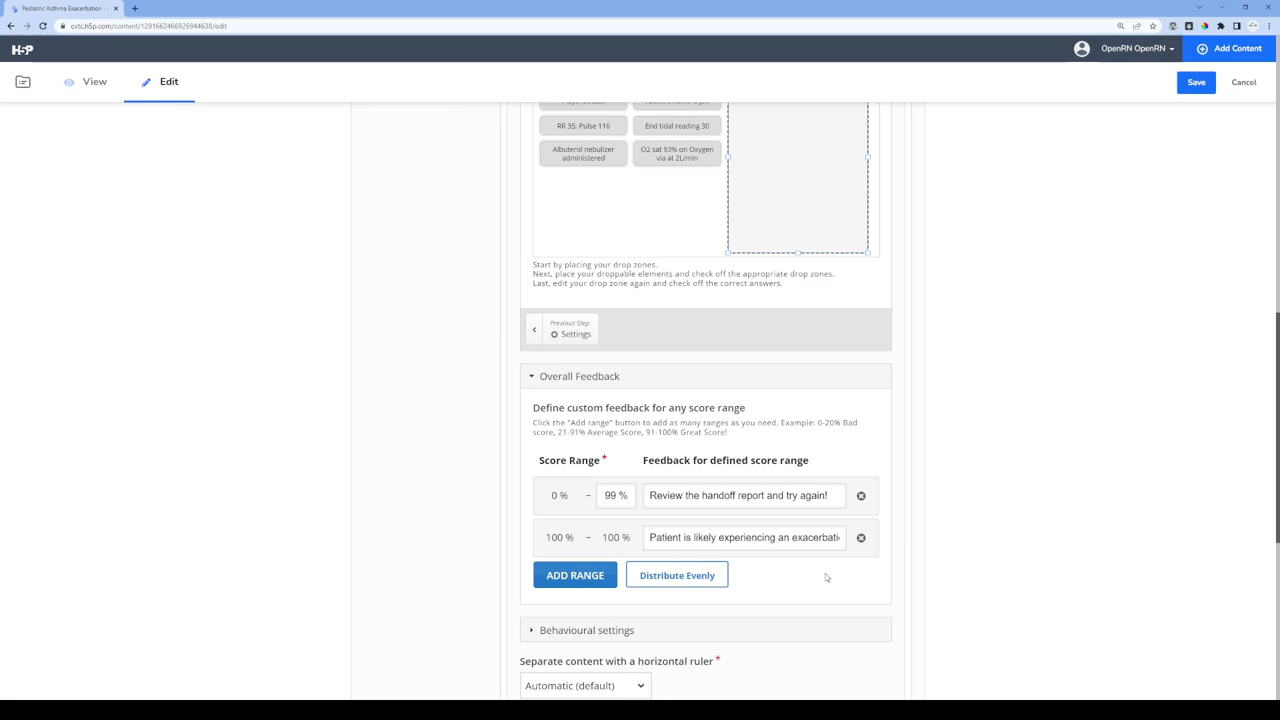 Pediatric Asthma Exacerbation -
cvtc.h5p.com/content/1291662466926944638/edit
H5P
OpenRN OpenRN
Add Content
View
Edit
Save
Cancel
RR 35; Pulse 116
End tidal reading 30
Albuterol nebulizer
administered
O2 sat 93% on Oxygen
via at 2L/min
Start by placing your drop zones.
Next, place your droppable elements and check off the appropriate drop zones.
Last, edit your drop zone again and check off the correct answers.
Previous Step
Settings
Overall Feedback
Define custom feedback for any score range
Click the "Add range" button to add as many ranges as you need. Example: 0-20% Bad
score, 21-91% Average Score, 91-100% Great Score!
Score Range *
Feedback for defined score range
0 % – 99 %
Review the handoff report and try again!
100 % – 100 %
Patient is likely experiencing an exacerbati
ADD RANGE
Distribute Evenly
Behavioural settings
Separate content with a horizontal ruler *
Automatic (default)